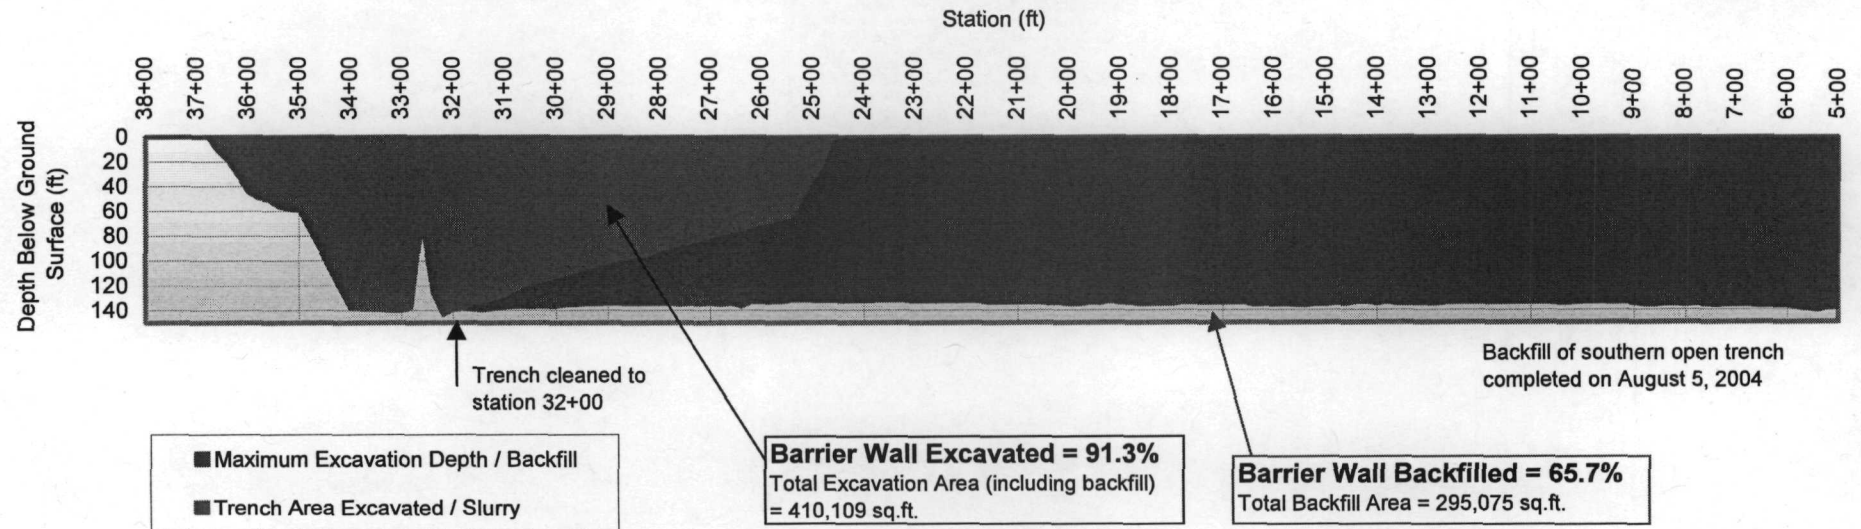 Station (ft)
38+00 37+00 36+00 35+00 34+00 33+00 32+00 31+00 30+00 29+00 28+00 27+00 26+00 25+00 24+00 23+00 22+00 21+00 20+00 19+00 18+00 17+00 16+00 15+00 14+00 13+00 12+00 11+00 10+00 9+00 8+00 7+00 6+00 5+00
Depth Below Ground
Surface (ft)
0
20
40
60
80
100
120
140
Trench cleaned to
station 32+00
Backfill of southern open trench
completed on August 5, 2004
Maximum Excavation Depth / Backfill
Trench Area Excavated / Slurry
Barrier Wall Excavated = 91.3%
Total Excavation Area (including backfill)
= 410,109 sq.ft.
Barrier Wall Backfilled = 65.7%
Total Backfill Area = 295,075 sq.ft.